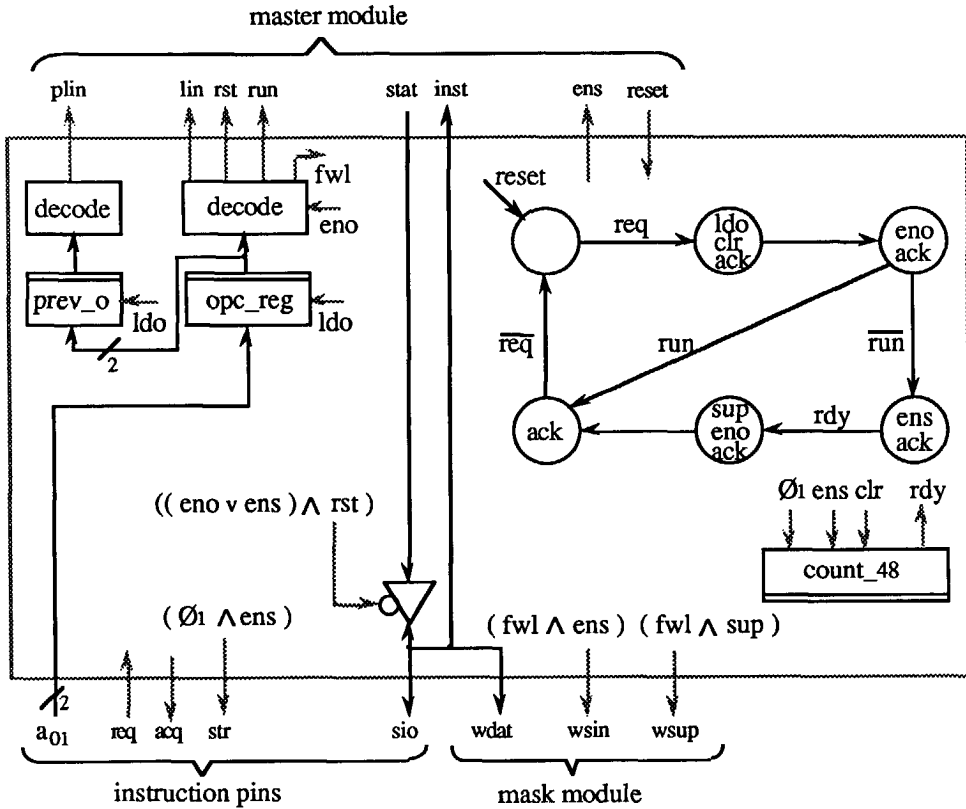 master module
plin lin rst run stat inst ens reset
fwl
decode decode eno
prev_o opc_reg
ldo ldo
2
reset
req
ldo
clr
ack
eno
ack
req
run
run
ack
sup
eno
ack
rdy
ens
ack
(( eno v ens ) ∧ rst )
Ø1 ens clr rdy
count_48
( Ø1 ∧ ens ) ( fwl ∧ ens ) ( fwl ∧ sup )
2
a01 req acq str sio wdat wsin wsup
instruction pins mask module